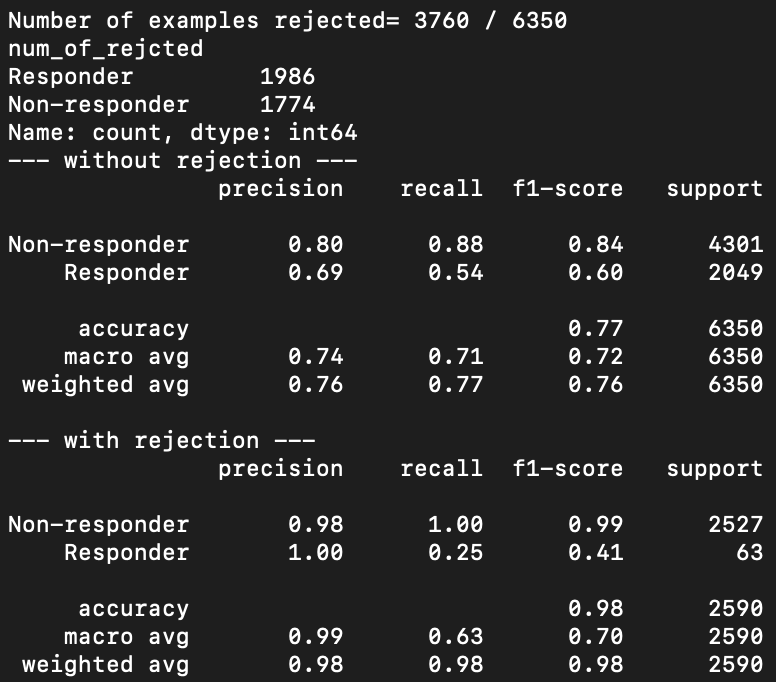 Number of examples rejected= 3760 / 6350
num_of_rejcted
Responder         1986
Non-responder     1774
Name: count, dtype: int64
--- without rejection ---
               precision    recall  f1-score   support

Non-responder       0.80      0.88      0.84      4301
    Responder       0.69      0.54      0.60      2049

     accuracy                           0.77      6350
    macro avg       0.74      0.71      0.72      6350
 weighted avg       0.76      0.77      0.76      6350

--- with rejection ---
               precision    recall  f1-score   support

Non-responder       0.98      1.00      0.99      2527
    Responder       1.00      0.25      0.41        63

     accuracy                           0.98      2590
    macro avg       0.99      0.63      0.70      2590
 weighted avg       0.98      0.98      0.98      2590